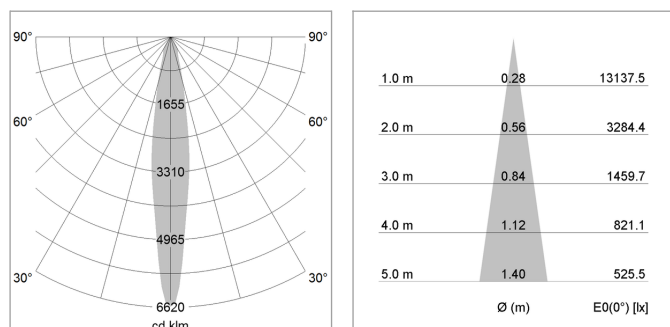 90° 90°
1655
60° 60°
3310
4965
30° 30°
6620
cd klm
1.0 m 0.28 13137.5
2.0 m 0.56 3284.4
3.0 m 0.84 1459.7
4.0 m 1.12 821.1
5.0 m 1.40 525.5
Ø (m) E0(0°) [lx]